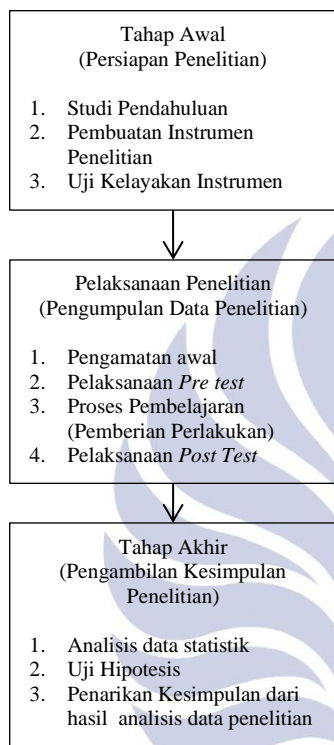 Tahap Awal
(Persiapan Penelitian)
1. Studi Pendahuluan
2. Pembuatan Instrumen
Penelitian
3. Uji Kelayakan Instrumen
Pelaksanaan Penelitian
(Pengumpulan Data Penelitian)
1. Pengamatan awal
2. Pelaksanaan Pre test
3. Proses Pembelajaran
(Pemberian Perlakukan)
4. Pelaksanaan Post Test
Tahap Akhir
(Pengambilan Kesimpulan
Penelitian)
1. Analisis data statistik
2. Uji Hipotesis
3. Penarikan Kesimpulan dari
hasil analisis data penelitian